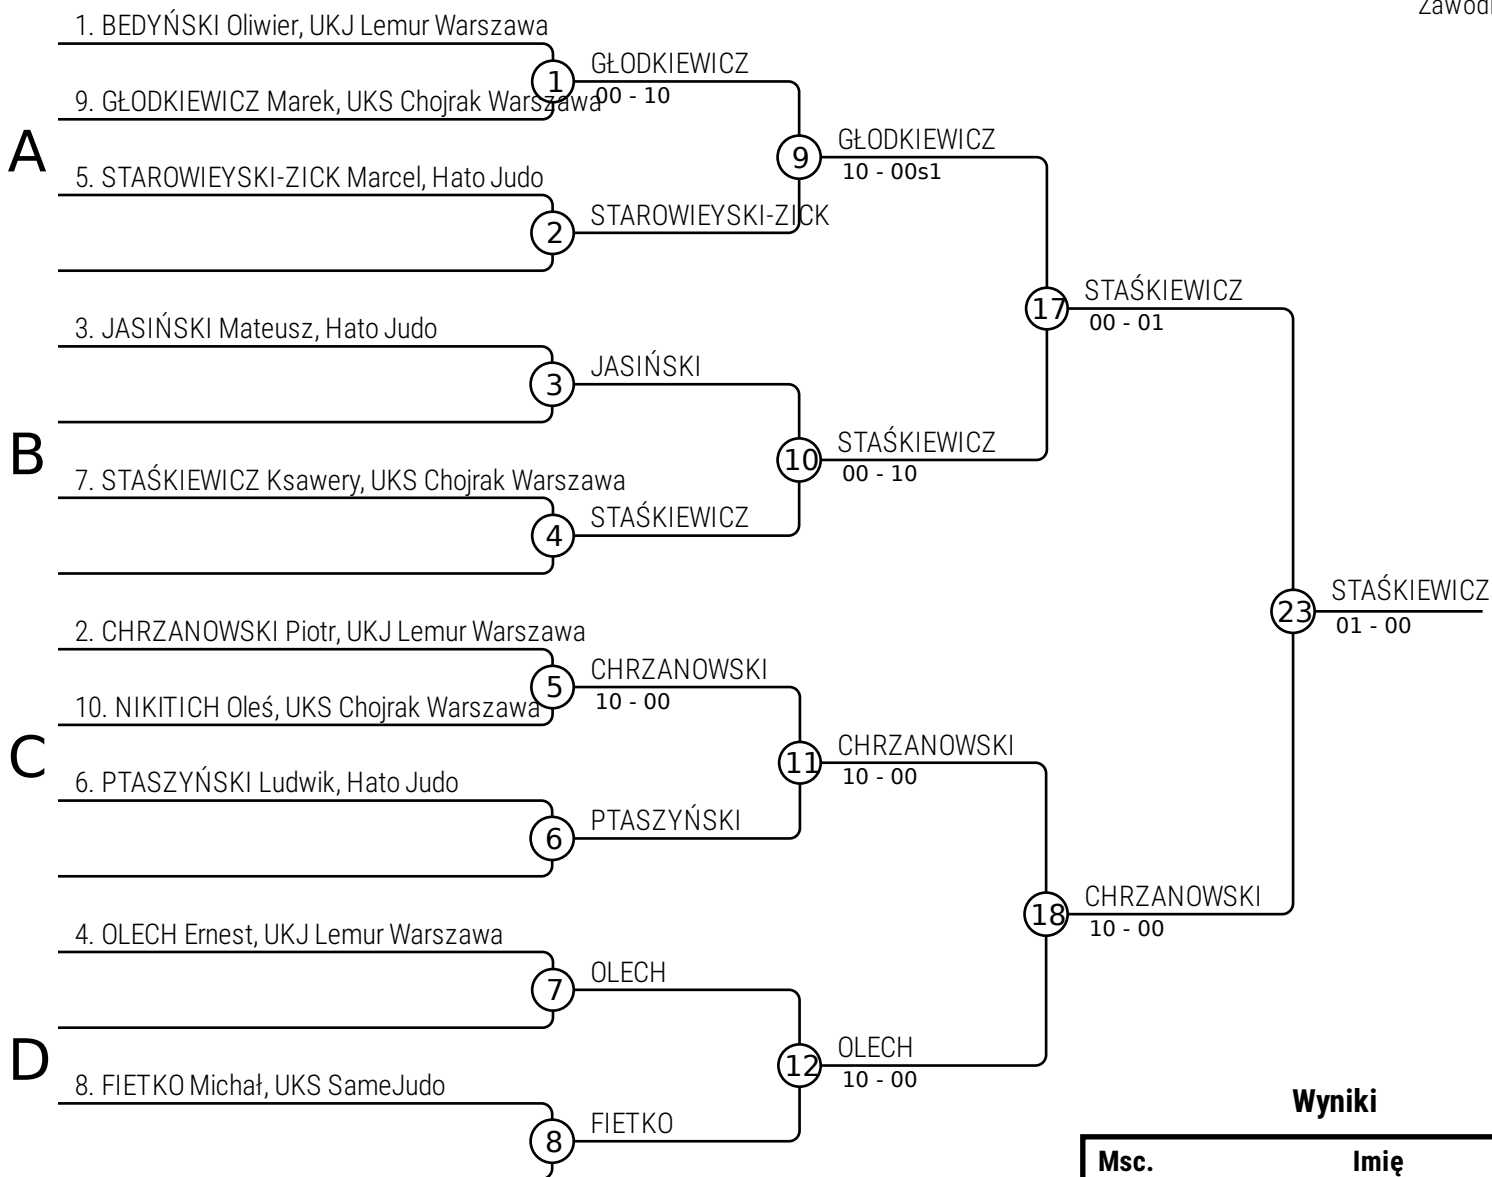 Zawod
1. BEDYŃSKI Oliwier, UKJ Lemur Warszawa
1
GŁODKIEWICZ
00 - 10
9. GŁODKIEWICZ Marek, UKS Chojrak Warszawa
A
9
GŁODKIEWICZ
10 - 00s1
5. STAROWIEYSKI-ZICK Marcel, Hato Judo
2
STAROWIEYSKI-ZICK
17
STAŚKIEWICZ
00 - 01
3. JASIŃSKI Mateusz, Hato Judo
3
JASIŃSKI
B
10
STAŚKIEWICZ
00 - 10
7. STAŚKIEWICZ Ksawery, UKS Chojrak Warszawa
4
STAŚKIEWICZ
23
STAŚKIEWICZ
01 - 00
2. CHRZANOWSKI Piotr, UKJ Lemur Warszawa
5
CHRZANOWSKI
10 - 00
10. NIKITICH Oleś, UKS Chojrak Warszawa
C
11
CHRZANOWSKI
10 - 00
6. PTASZYŃSKI Ludwik, Hato Judo
6
PTASZYŃSKI
18
CHRZANOWSKI
10 - 00
4. OLECH Ernest, UKJ Lemur Warszawa
7
OLECH
D
12
OLECH
10 - 00
8. FIETKO Michał, UKS SameJudo
8
FIETKO
Wyniki
Msc. Imię